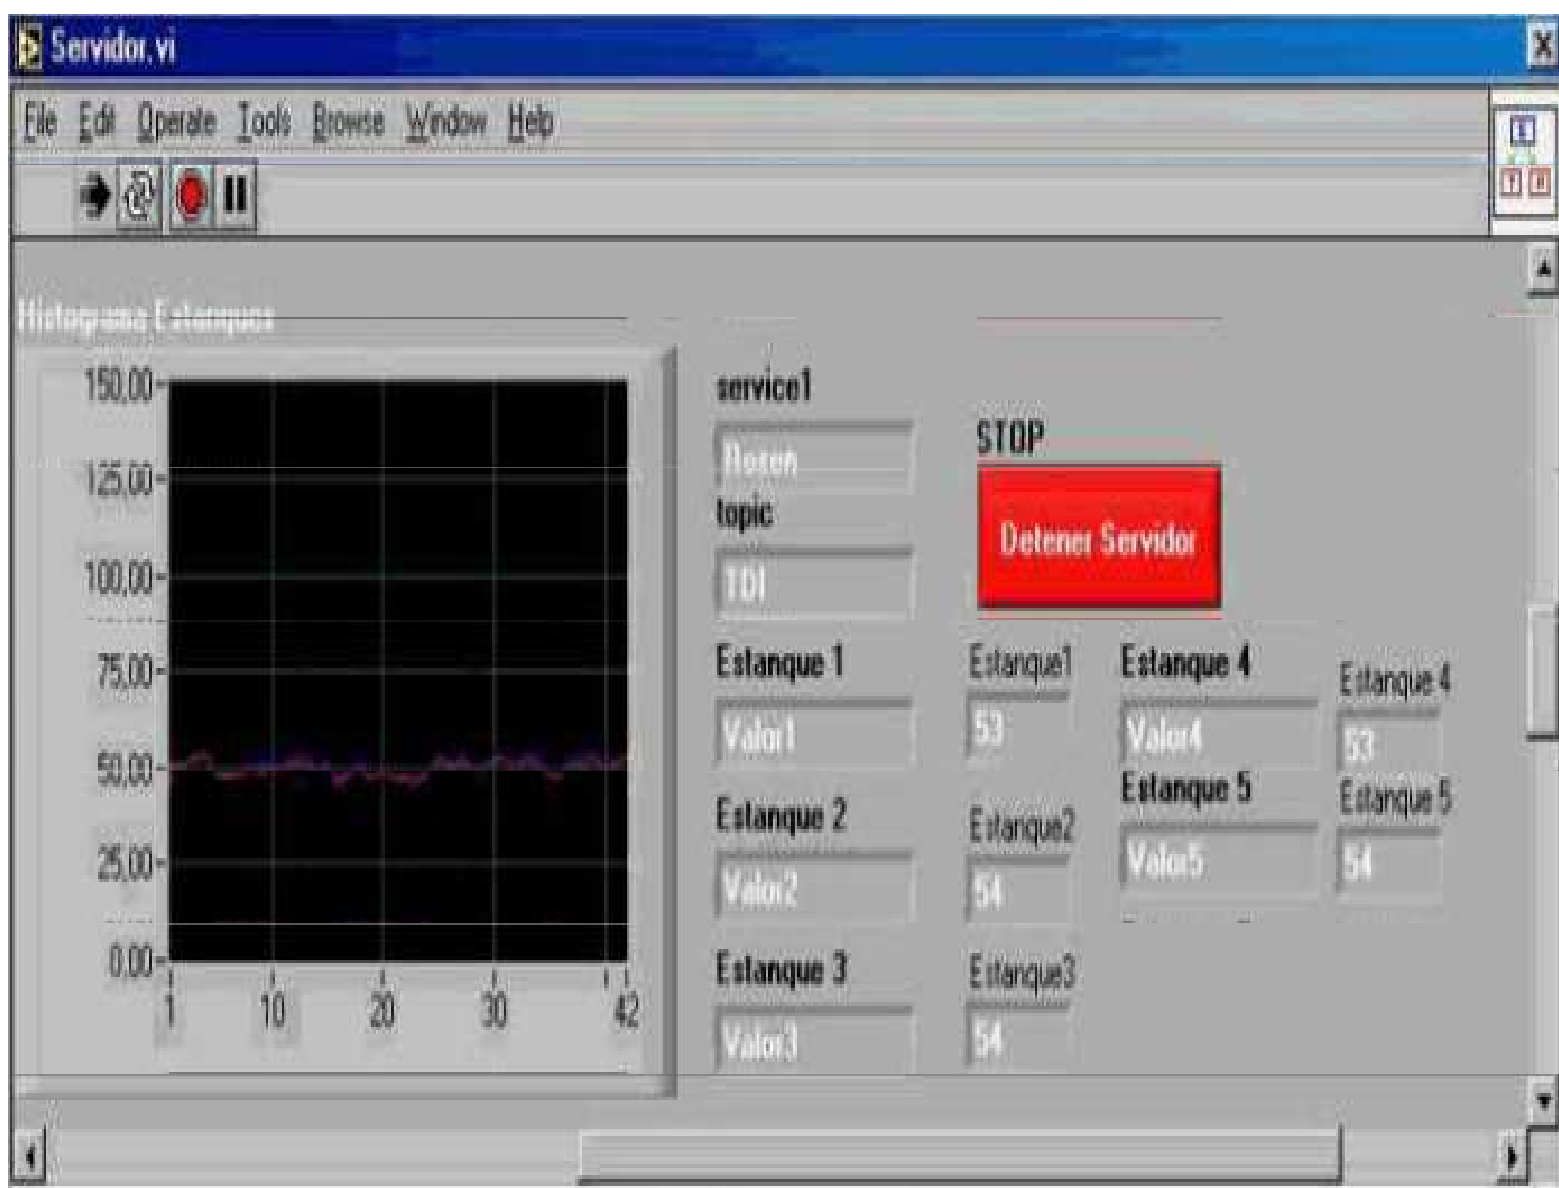 Servidor.vi
File Edit Operate Tools Browse Window Help
Histograma Estanques
150,00
125,00
100,00
75,00
50,00
25,00
0.00
1 10 20 30 42
service1
topic
TDI
STOP
Detener Servidor
Estanque 1
Valor1
Estanque1
53
Estanque 4
Valor4
Estanque 4
53
Estanque 2
Valor2
Estanque2
54
Estanque 5
Valor5
Estanque 5
54
Estanque 3
Valor3
Estanque3
54